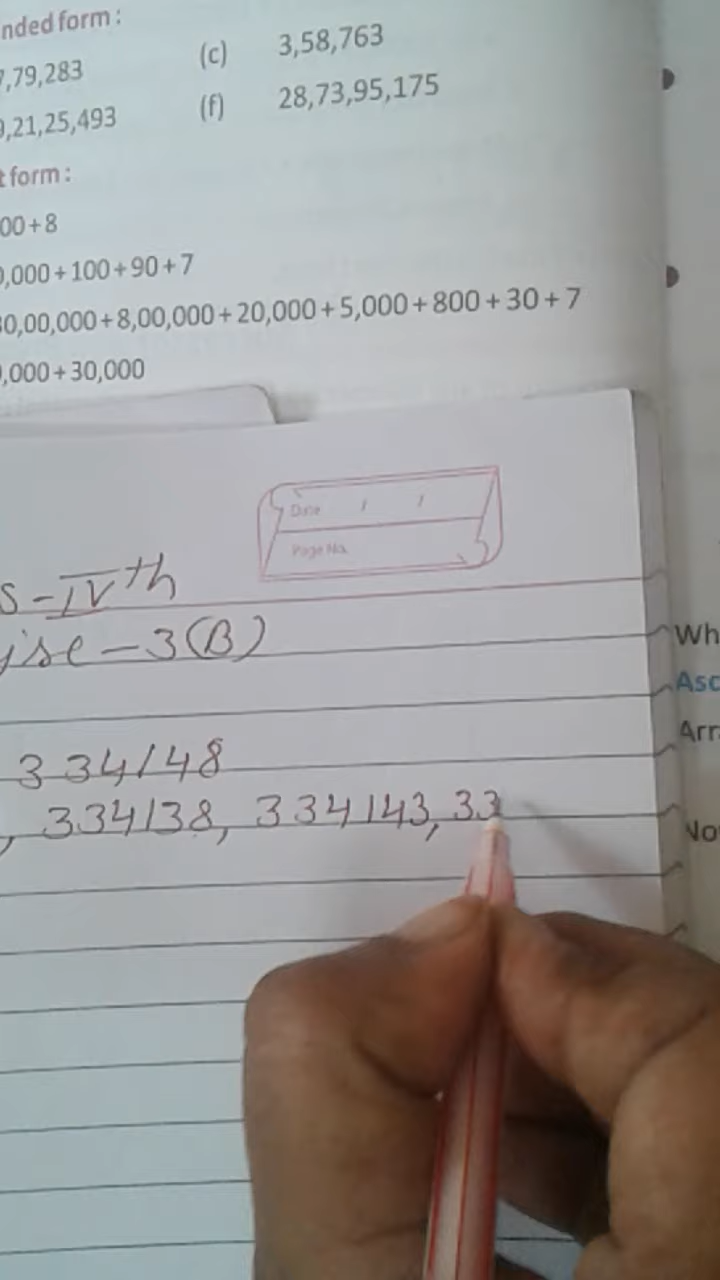 nded form :
7,79,283 (c) 3,58,763
,21,25,493 (f) 28,73,95,175
t form :
00+8
0,000+100+90+7
30,00,000+8,00,000+20,000+5,000+800+30+7
,000+30,000
Date / /
Page No.
s-IVth
ise-3(B)
334148
, 334138, 334143, 33
Wh
Asc
Arr
No